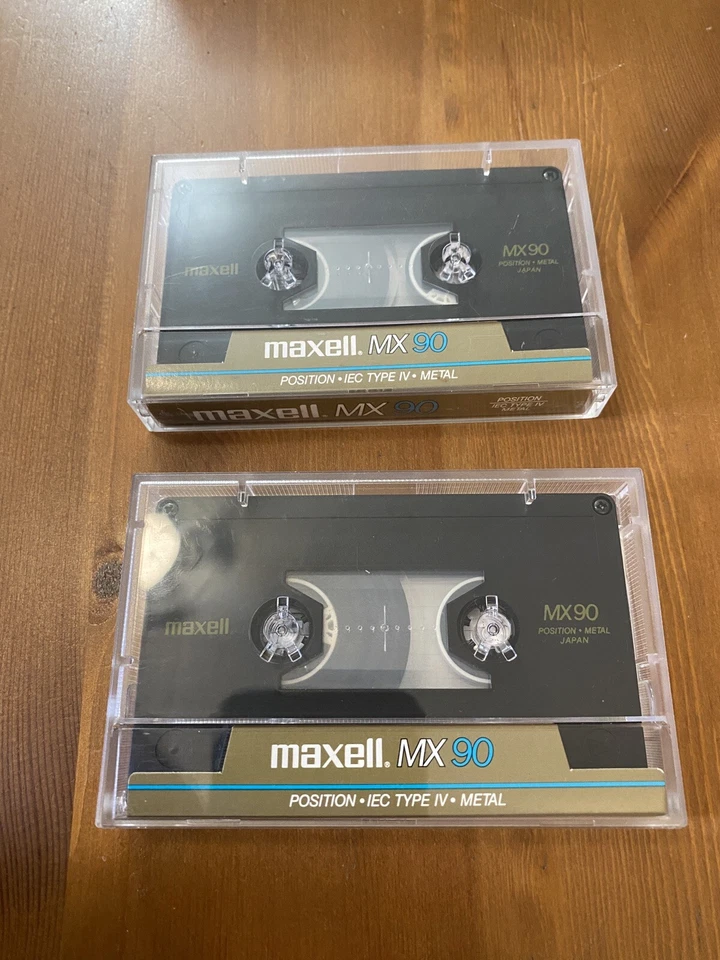 maxell
MX90
POSITION • METAL
JAPAN
maxell. MX 90
POSITION • IEC TYPE IV • METAL
maxell. MX 90
POSITION
IEC TYPE IV
METAL
maxell
MX90
POSITION • METAL
JAPAN
maxell. MX 90
POSITION • IEC TYPE IV • METAL